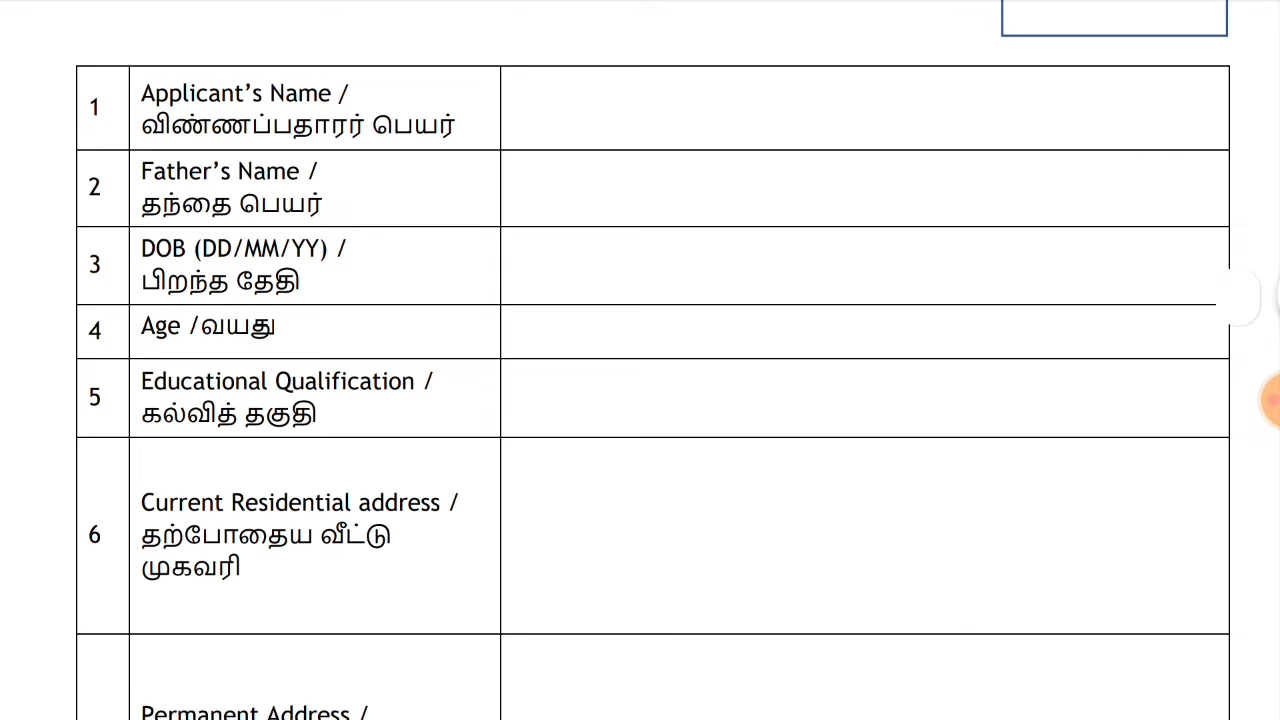 1
Applicant's Name /
விண்ணப்பதாரர் பெயர்
2
Father's Name /
தந்தை பெயர்
3
DOB (DD/MM/YY) /
பிறந்த தேதி
4
Age /வயது
5
Educational Qualification /
கல்வித் தகுதி
6
Current Residential address /
தற்போதைய வீட்டு
முகவரி
Permanent Address /